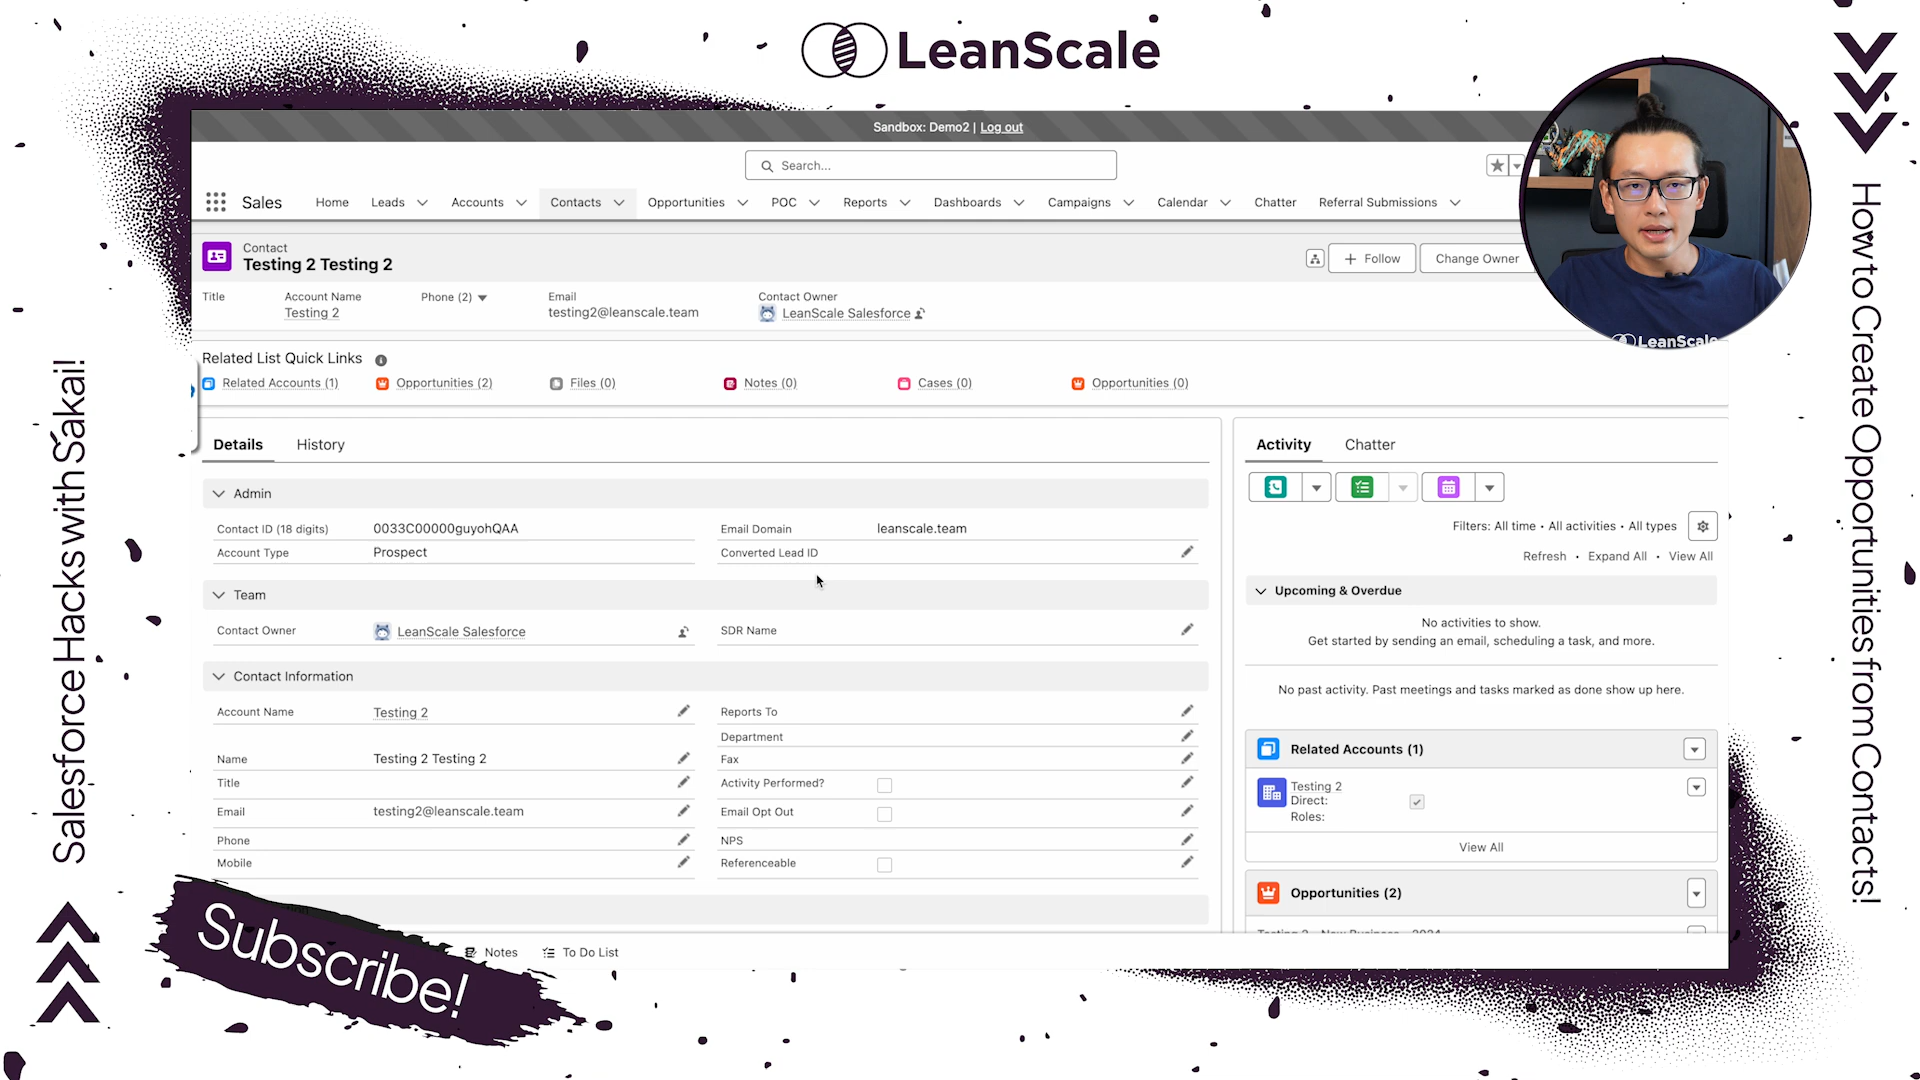 LeanScale
Sandbox: Demo2 | Log out
Search...
Sales
Home
Leads
Accounts
Contacts
Opportunities
POC
Reports
Dashboards
Campaigns
Calendar
Chatter
Referral Submissions
Contact
Testing 2 Testing 2
+ Follow
Change Owner
Title
Account Name
Testing 2
Phone (2)
Email
testing2@leanscale.team
Contact Owner
LeanScale Salesforce
LeanScale
Related List Quick Links
Related Accounts (1)
Opportunities (2)
Files (0)
Notes (0)
Cases (0)
Opportunities (0)
Details
History
Admin
Contact ID (18 digits)
0033C00000guyohQAA
Email Domain
leanscale.team
Account Type
Prospect
Converted Lead ID
Team
Contact Owner
LeanScale Salesforce
SDR Name
Contact Information
Account Name
Testing 2
Reports To
Department
Name
Testing 2 Testing 2
Fax
Title
Activity Performed?
Email
testing2@leanscale.team
Email Opt Out
Phone
NPS
Mobile
Referenceable
Activity
Chatter
Filters: All time • All activities • All types
Refresh • Expand All • View All
Upcoming & Overdue
No activities to show.
Get started by sending an email, scheduling a task, and more.
No past activity. Past meetings and tasks marked as done show up here.
Related Accounts (1)
Testing 2
Direct:
Roles:
View All
Opportunities (2)
Notes
To Do List
Subscribe!
Salesforce Hacks with Sakai!
How to Create Opportunities from Contacts!